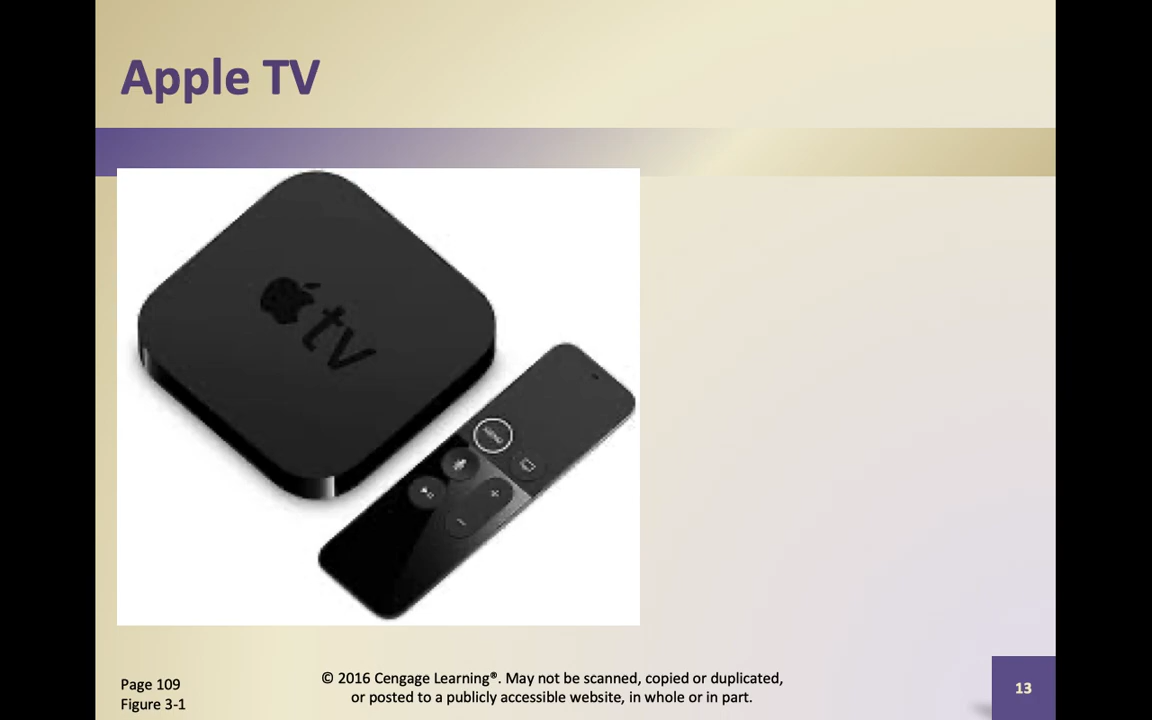 Apple TV
tv
MENU
Page 109
Figure 3-1
© 2016 Cengage Learning®. May not be scanned, copied or duplicated,
or posted to a publicly accessible website, in whole or in part.
13